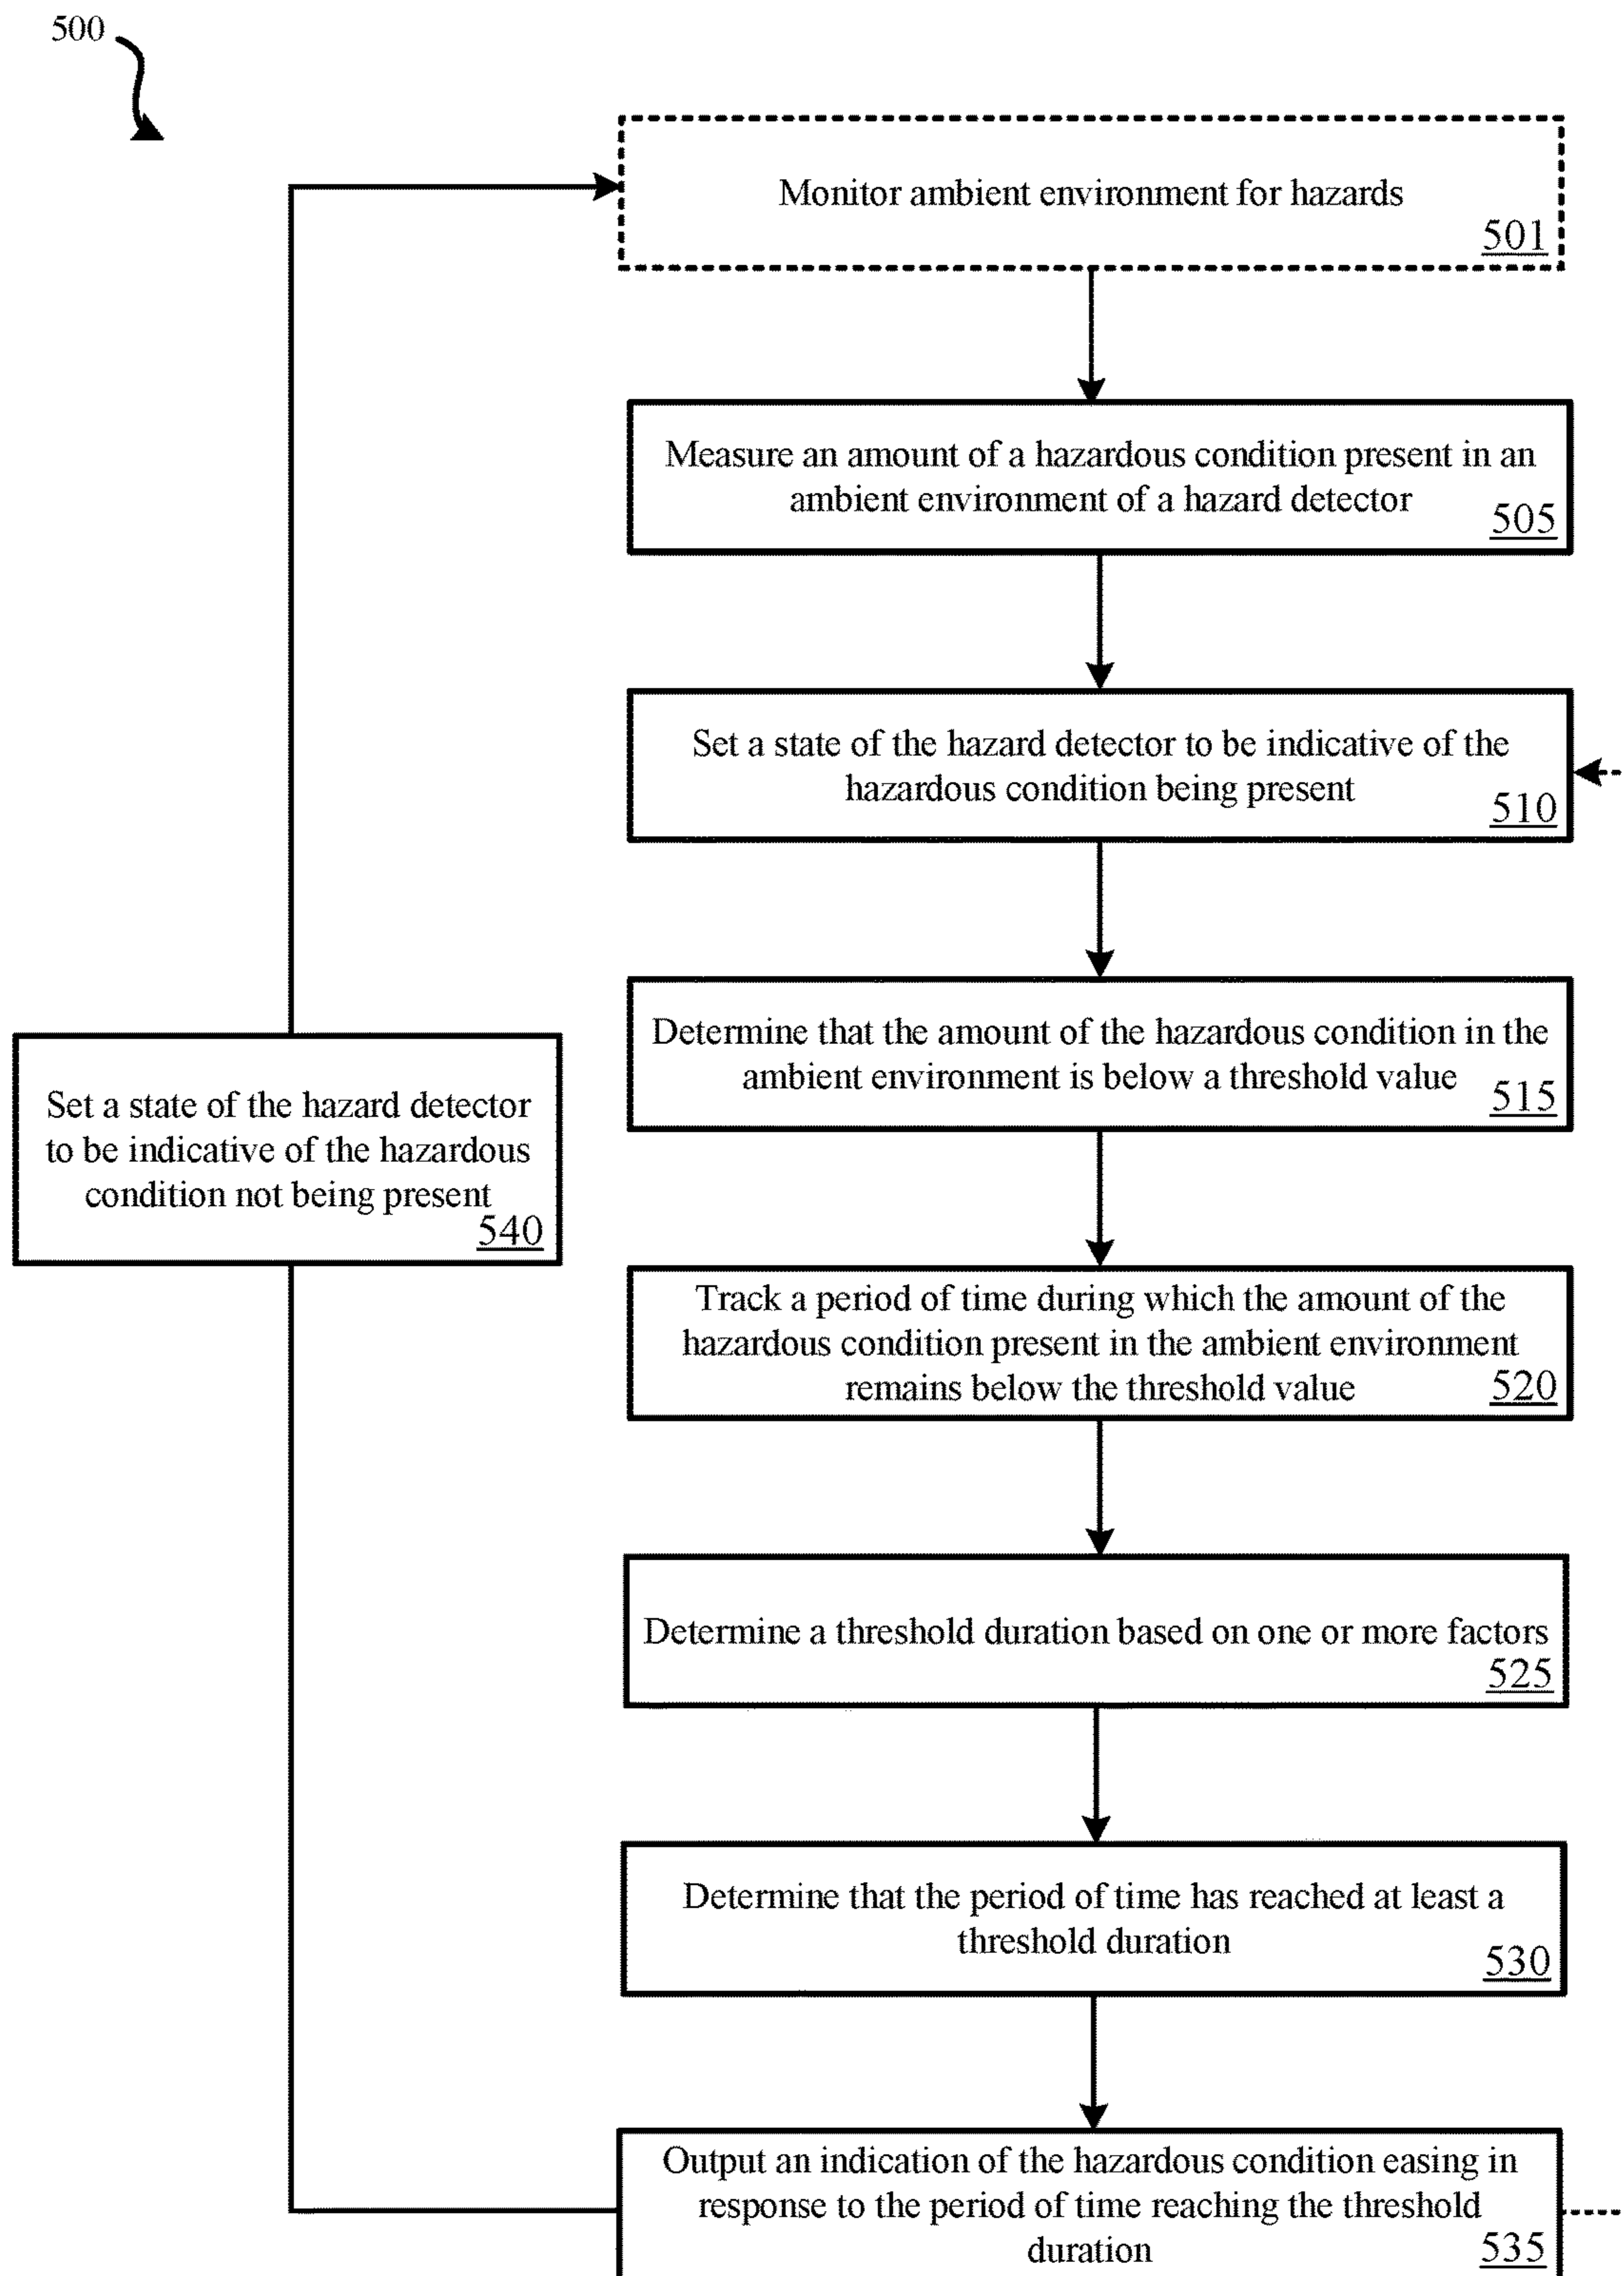 500
Monitor ambient environment for hazards
501
Measure an amount of a hazardous condition present in an
ambient environment of a hazard detector
505
Set a state of the hazard detector to be indicative of the
hazardous condition being present
510
Determine that the amount of the hazardous condition in the
ambient environment is below a threshold value
515
Set a state of the hazard detector
to be indicative of the hazardous
condition not being present
540
Track a period of time during which the amount of the
hazardous condition present in the ambient environment
remains below the threshold value
520
Determine a threshold duration based on one or more factors
525
Determine that the period of time has reached at least a
threshold duration
530
Output an indication of the hazardous condition easing in
response to the period of time reaching the threshold
duration
535